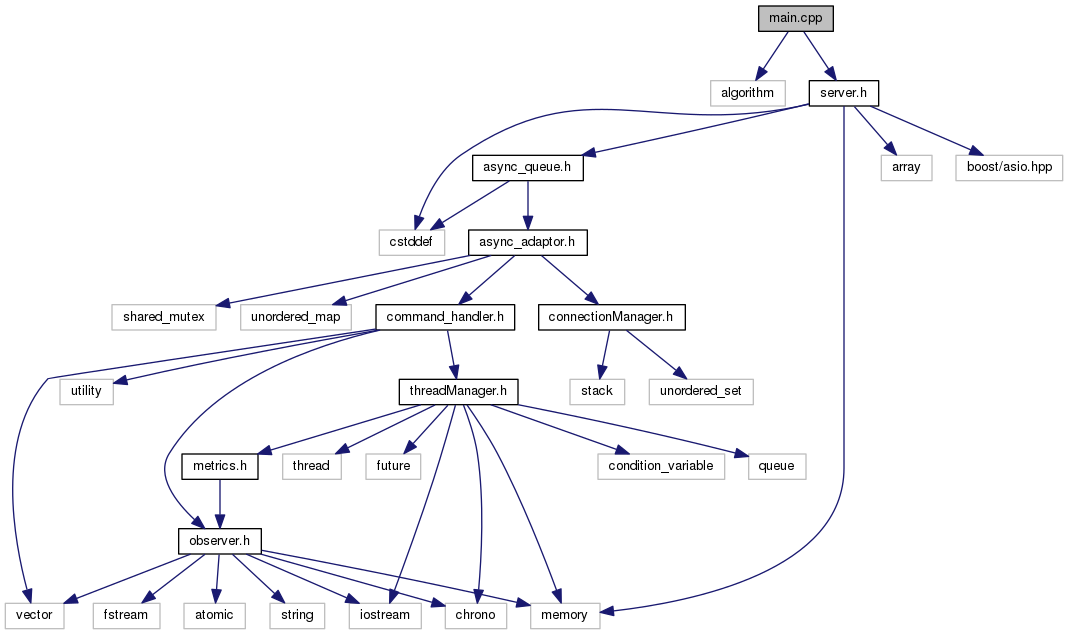 main.cpp
algorithm
server.h
async_queue.h
array
boost/asio.hpp
cstddef
async_adaptor.h
shared_mutex
unordered_map
command_handler.h
connectionManager.h
utility
threadManager.h
stack
unordered_set
metrics.h
thread
future
condition_variable
queue
observer.h
vector
fstream
atomic
string
iostream
chrono
memory